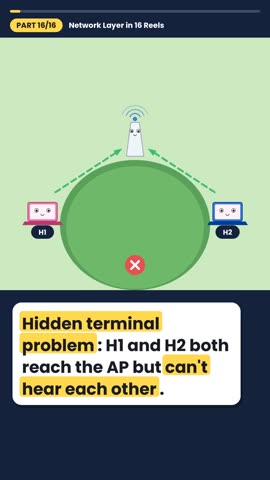 PART 16/16 Network Layer in 16 Reels
H1
H2
Hidden terminal
problem: H1 and H2 both
reach the AP but can't
hear each other.